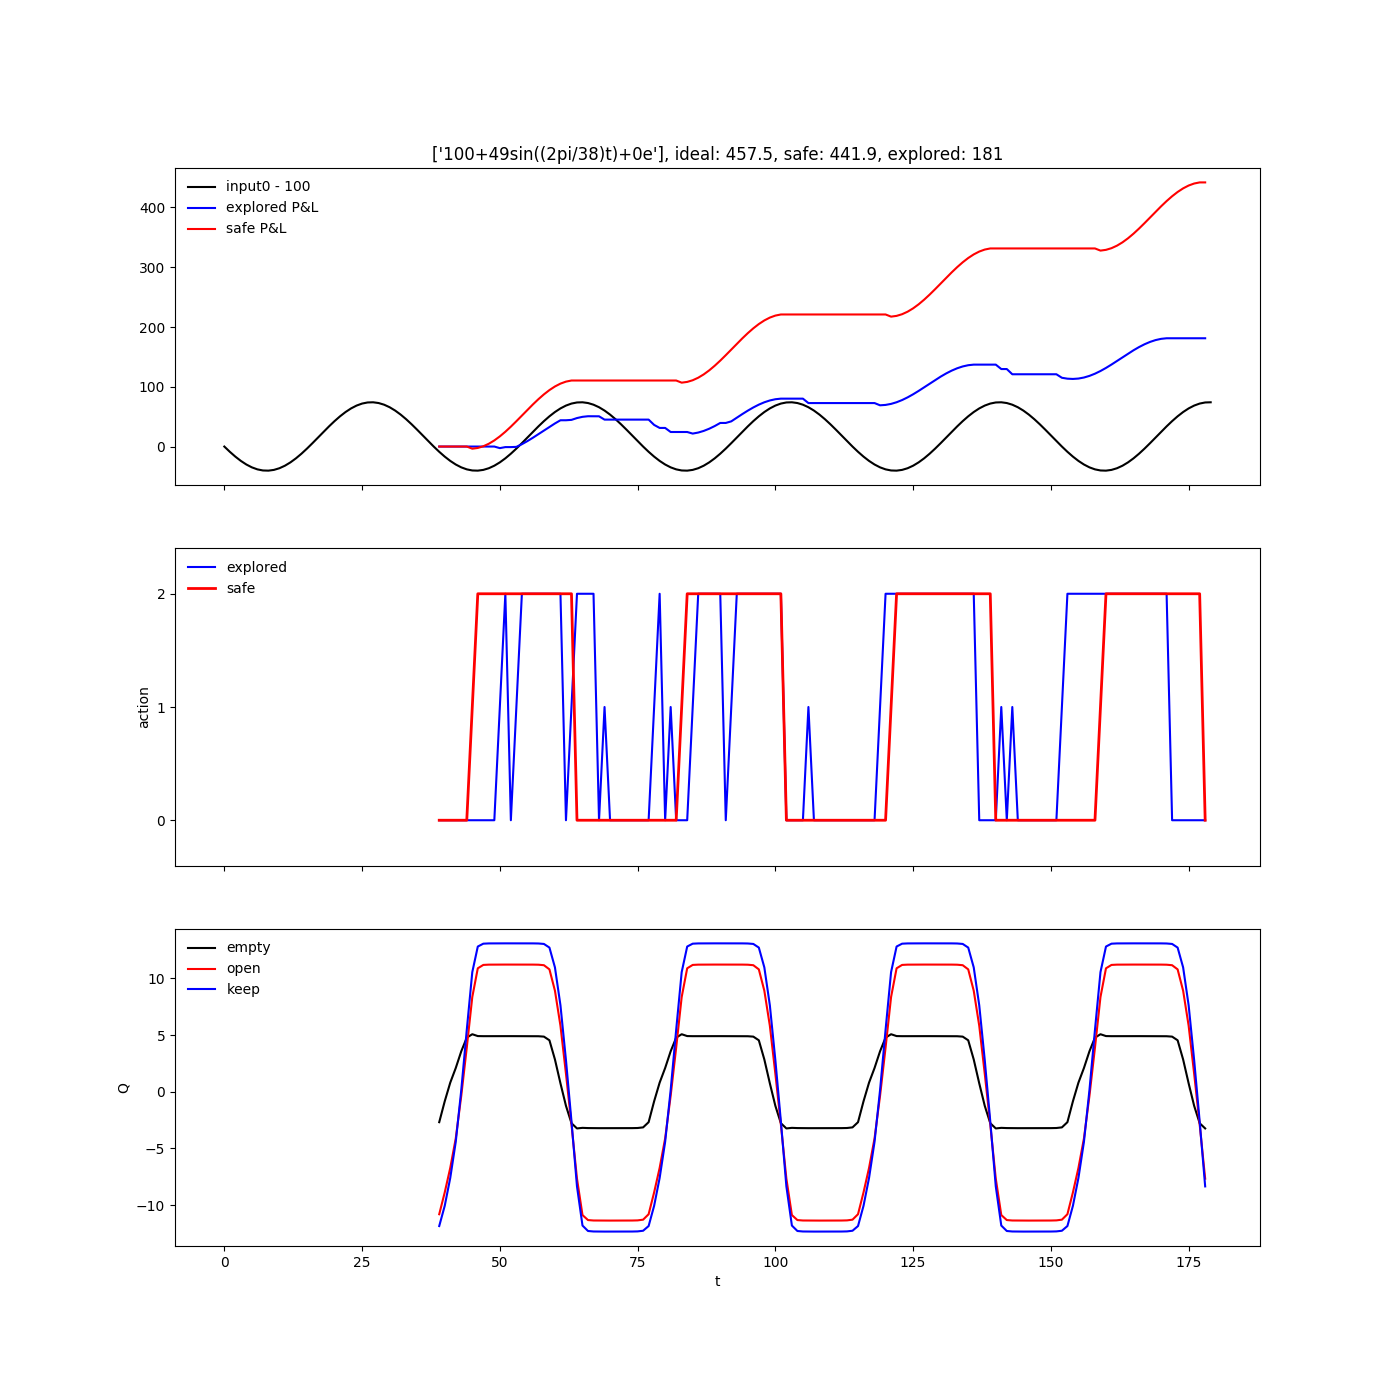 ['100+49sin((2pi/38)t)+0e'], ideal: 457.5, safe: 441.9, explored: 181
input0 - 100
explored P&L
safe P&L
400
300
200
100
0
explored
safe
2
1
0
action
empty
open
keep
10
5
0
−5
−10
Q
0 25 50 75 100 125 150 175
t